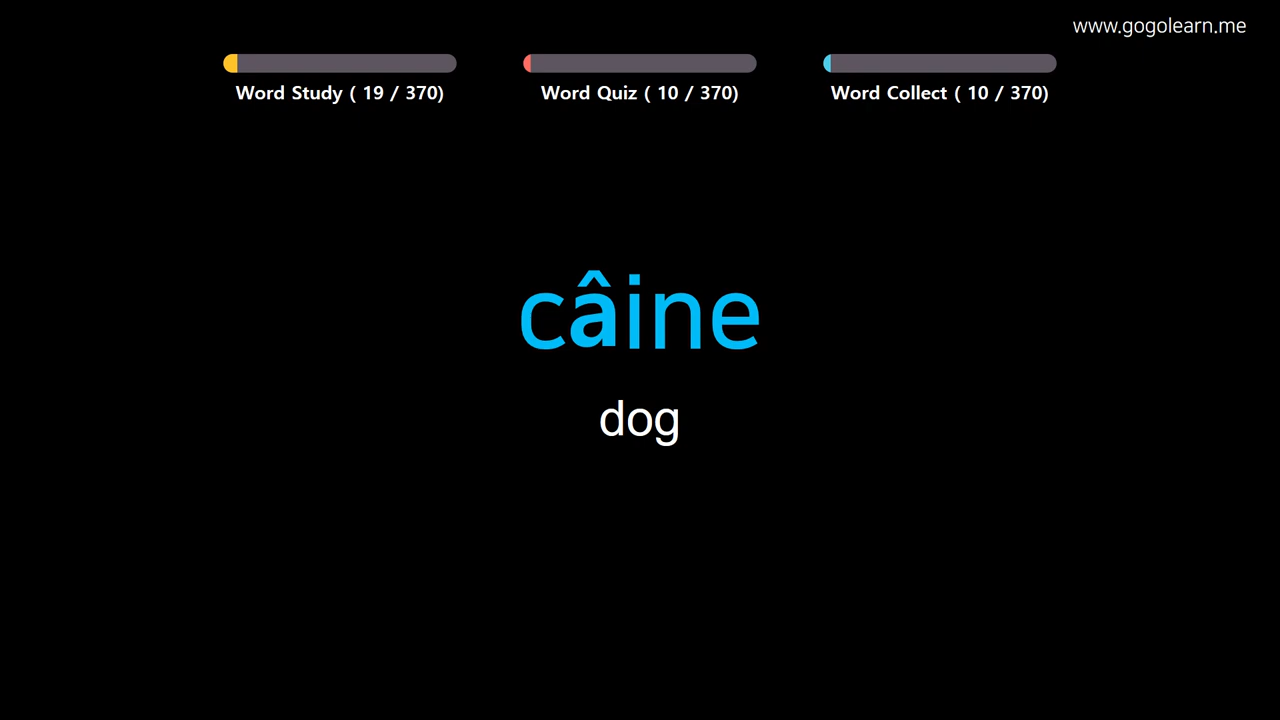 www.gogolearn.me
Word Study ( 19 / 370)
Word Quiz ( 10 / 370)
Word Collect ( 10 / 370)
câine
dog